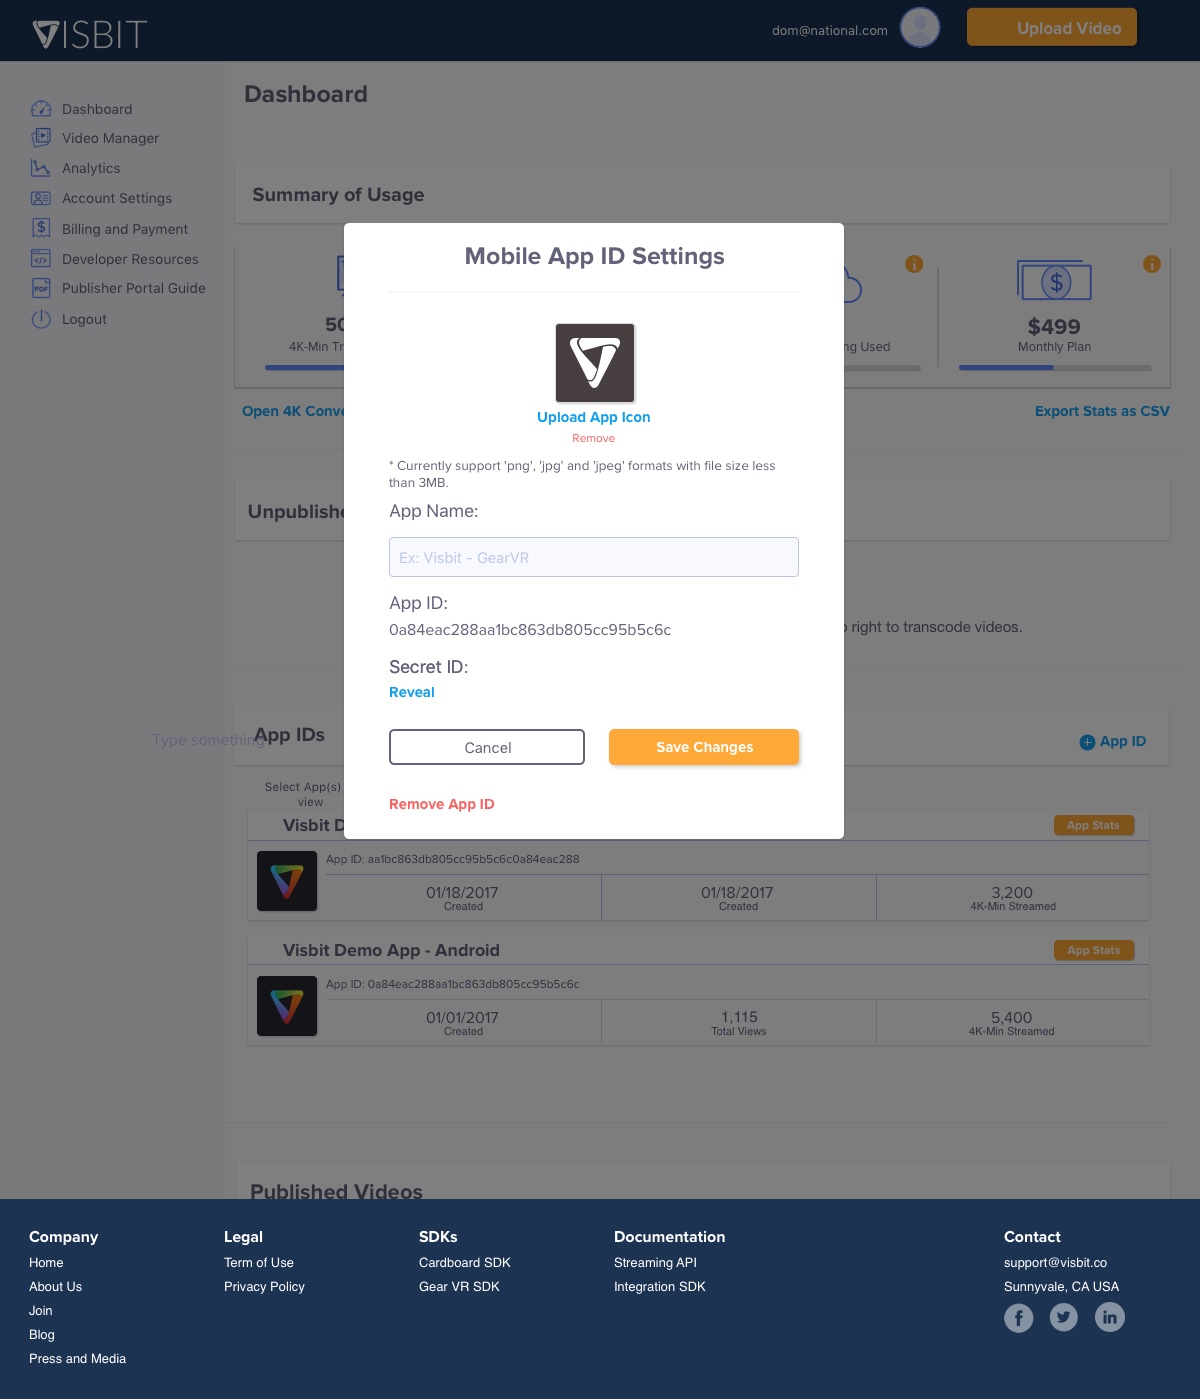 VISBIT
dom@national.com
Upload Video
Dashboard
Video Manager
Analytics
Account Settings
Billing and Payment
Developer Resources
PDF
Publisher Portal Guide
Logout
Dashboard
Summary of Usage
50
4K-Min Tr
ng Used
$499
Monthly Plan
Open 4K Conve
Export Stats as CSV
Unpublishe
right to transcode videos.
Mobile App ID Settings
Upload App Icon
Remove
* Currently support 'png', 'jpg' and 'jpeg' formats with file size less
than 3MB.
App Name:
Ex: Visbit - GearVR
App ID:
0a84eac288aa1bc863db805cc95b5c6c
Secret ID:
Reveal
Cancel
Save Changes
Remove App ID
Type something
App IDs
App ID
Select App(s)
view
Visbit D
App Stats
App ID: aa1bc863db805cc95b5c6c0a84eac288
01/18/2017
Created
01/18/2017
Created
3,200
4K-Min Streamed
Visbit Demo App - Android
App Stats
App ID: 0a84eac288aa1bc863db805cc95b5c6c
01/01/2017
Created
1,115
Total Views
5,400
4K-Min Streamed
Published Videos
Company
Home
About Us
Join
Blog
Press and Media
Legal
Term of Use
Privacy Policy
SDKs
Cardboard SDK
Gear VR SDK
Documentation
Streaming API
Integration SDK
Contact
support@visbit.co
Sunnyvale, CA USA